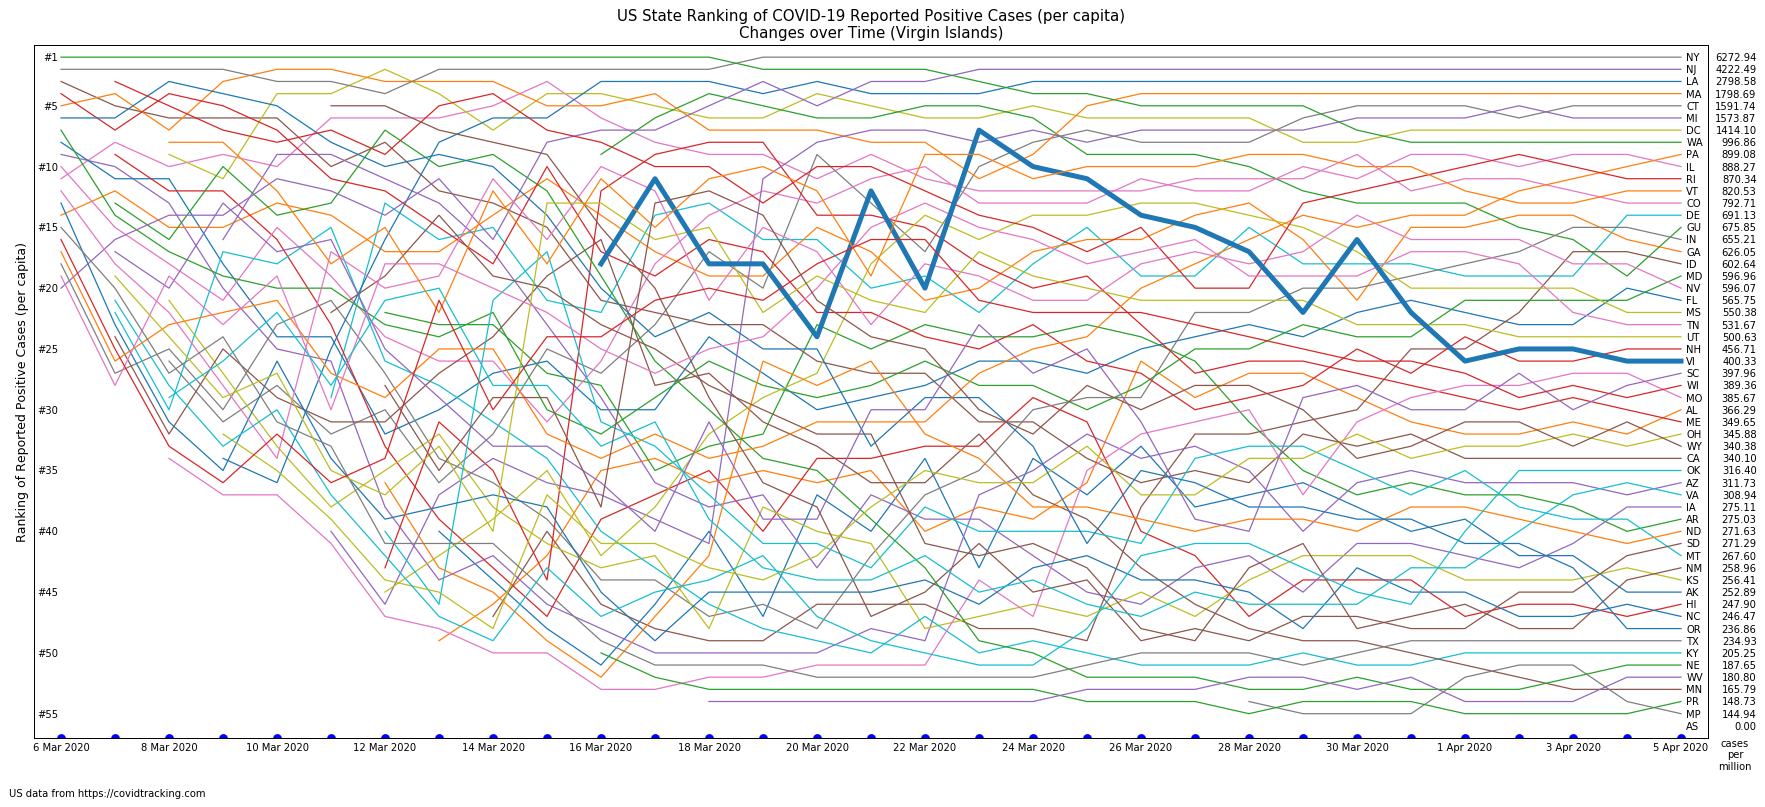 US State Ranking of COVID-19 Reported Positive Cases (per capita)
Changes over Time (Virgin Islands)
Ranking of Reported Positive Cases (per capita)
#1
#5
#10
#15
#20
#25
#30
#35
#40
#45
#50
#55
NY 6272.94
NJ 4222.49
LA 2798.58
MA 1798.69
CT 1591.74
MI 1573.87
DC 1414.10
WA 996.86
PA 899.08
IL 888.27
RI 870.34
VT 820.53
CO 792.71
DE 691.13
GU 675.85
IN 655.21
GA 626.05
ID 602.64
MD 596.96
NV 596.07
FL 565.75
MS 550.38
TN 531.67
UT 500.63
NH 456.71
VI 400.33
SC 397.96
WI 389.36
MO 385.67
AL 366.29
ME 349.65
OH 345.88
WY 340.38
CA 340.10
OK 316.40
AZ 311.73
VA 308.94
IA 275.11
AR 275.03
ND 271.63
SD 271.29
MT 267.60
NM 258.96
KS 256.41
AK 252.89
HI 247.90
NC 246.47
OR 236.86
TX 234.93
KY 205.25
NE 187.65
WV 180.80
MN 165.79
PR 148.73
MP 144.94
AS 0.00
6 Mar 2020 8 Mar 2020 10 Mar 2020 12 Mar 2020 14 Mar 2020 16 Mar 2020 18 Mar 2020 20 Mar 2020 22 Mar 2020 24 Mar 2020 26 Mar 2020 28 Mar 2020 30 Mar 2020 1 Apr 2020 3 Apr 2020 5 Apr 2020
cases
per
million
US data from https://covidtracking.com